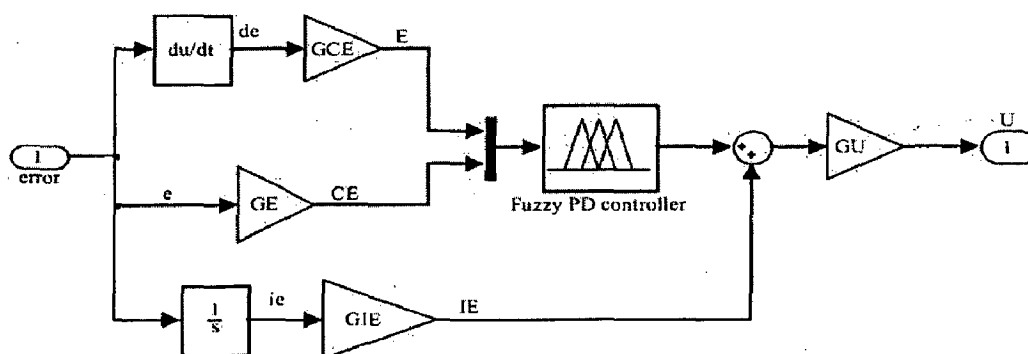 du/dt
de
GCE
E
1
error
e
GE
CE
Fuzzy PD controller
+
+
GU
U
1
1
s
ie
GIE
IE